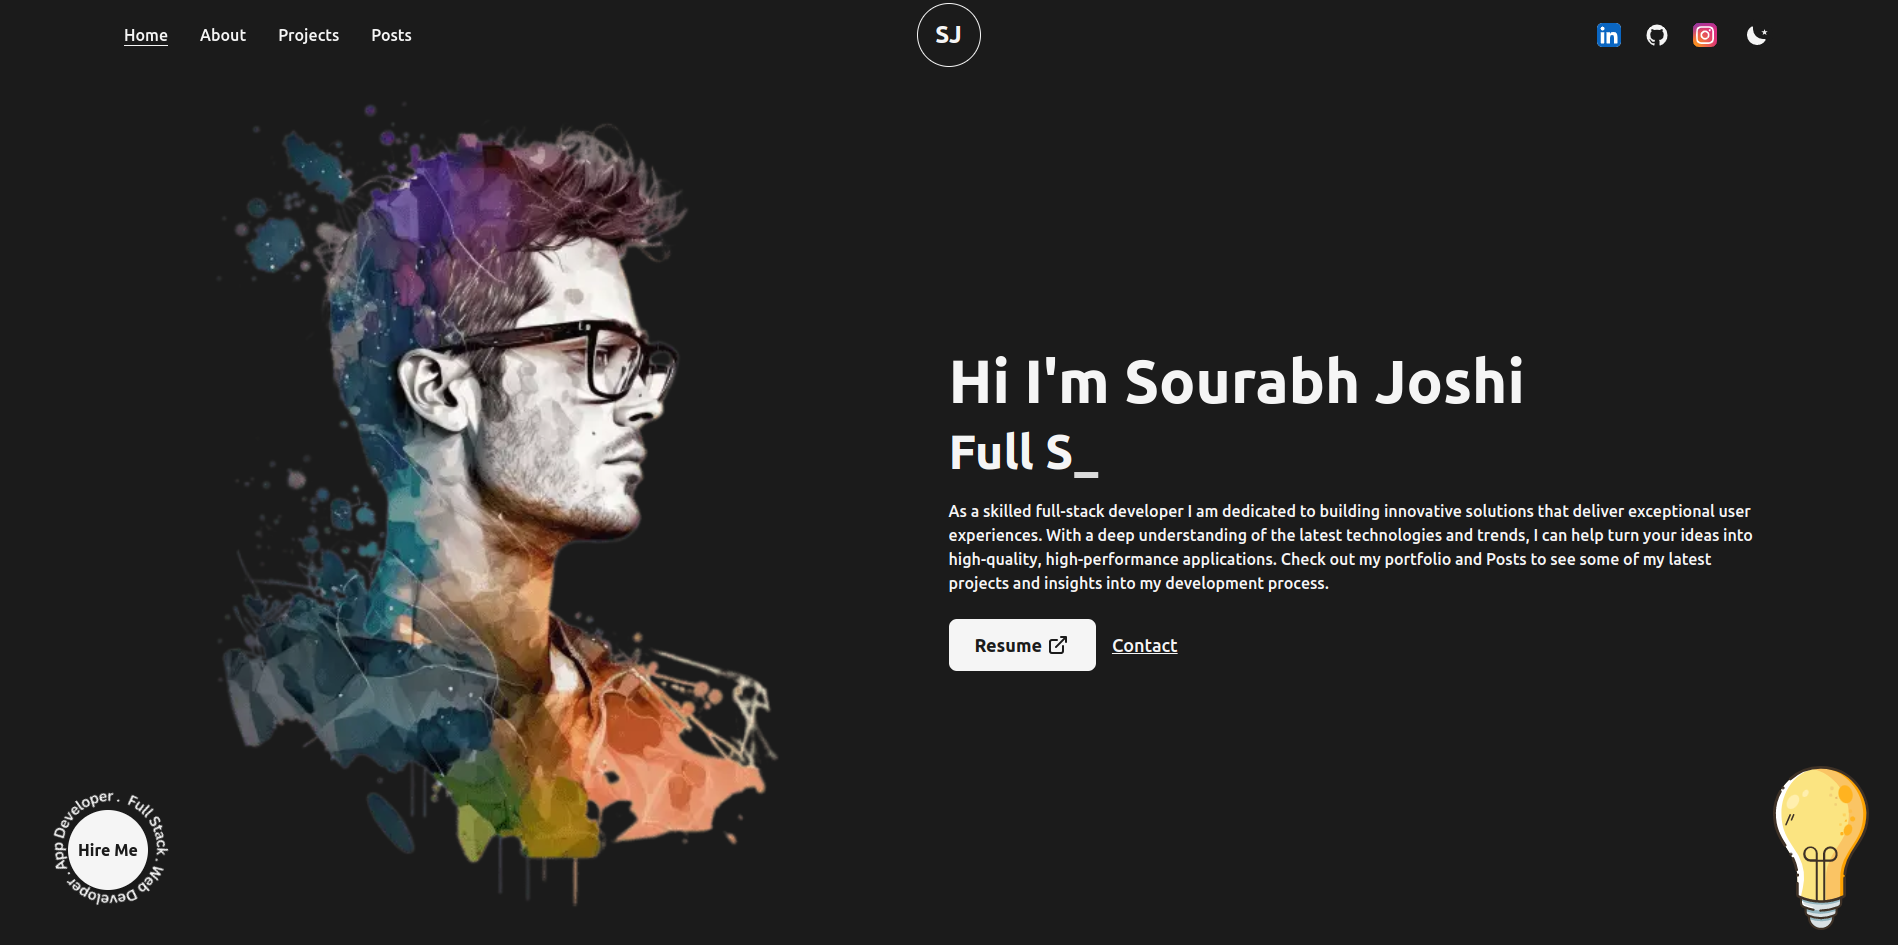 Home About Projects Posts
SJ
Hi I'm Sourabh Joshi
Full S_
As a skilled full-stack developer I am dedicated to building innovative solutions that deliver exceptional user
experiences. With a deep understanding of the latest technologies and trends, I can help turn your ideas into
high-quality, high-performance applications. Check out my portfolio and Posts to see some of my latest
projects and insights into my development process.
Resume Contact
Full Stack · Web Developer · App Developer ·
Hire Me